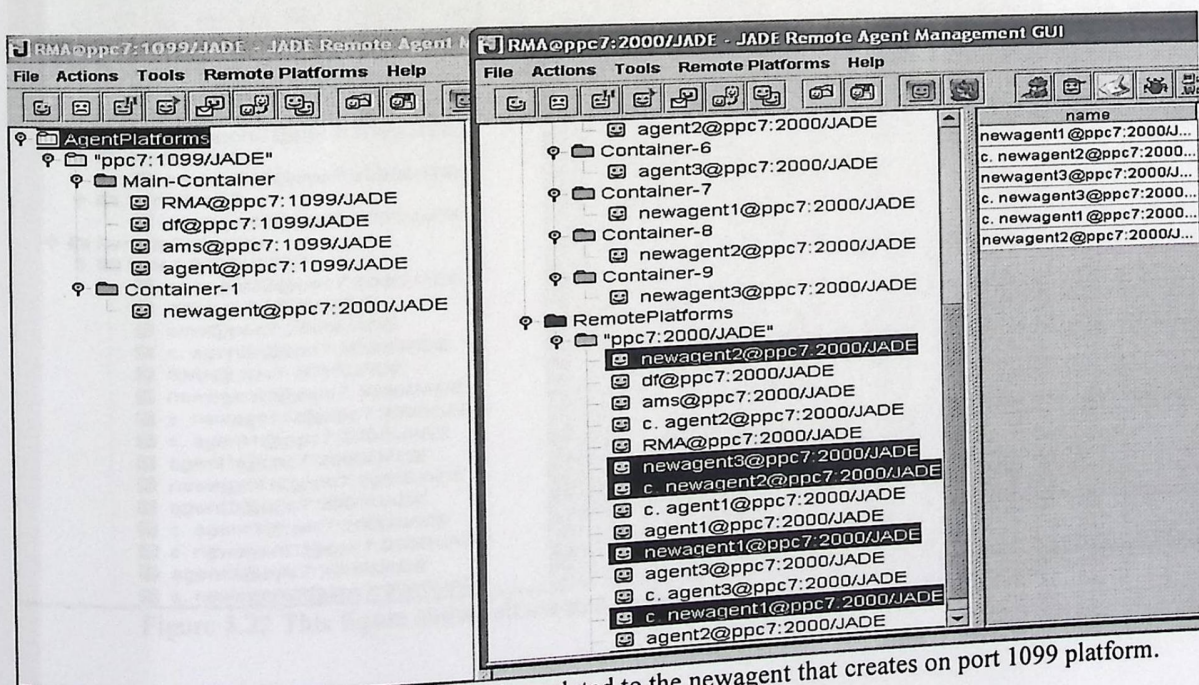 RMA@ppc7:1099/JADE - JADE Remote Agent M
File Actions Tools Remote Platforms Help
AgentPlatforms
"ppc7:1099/JADE"
Main-Container
RMA@ppc7:1099/JADE
df@ppc7:1099/JADE
ams@ppc7:1099/JADE
agent@ppc7:1099/JADE
Container-1
newagent@ppc7:2000/JADE
RMA@ppc7:2000/JADE - JADE Remote Agent Management GUI
File Actions Tools Remote Platforms Help
agent2@ppc7:2000/JADE
Container-6
agent3@ppc7:2000/JADE
Container-7
newagent1@ppc7:2000/JADE
Container-8
newagent2@ppc7:2000/JADE
Container-9
newagent3@ppc7:2000/JADE
RemotePlatforms
"ppc7:2000/JADE"
newagent2@ppc7:2000/JADE
df@ppc7:2000/JADE
ams@ppc7:2000/JADE
c. agent2@ppc7:2000/JADE
RMA@ppc7:2000/JADE
newagent3@ppc7:2000/JADE
c. newagent2@ppc7:2000/JADE
c. agent1@ppc7:2000/JADE
agent1@ppc7:2000/JADE
newagent1@ppc7:2000/JADE
agent3@ppc7:2000/JADE
c. agent3@ppc7:2000/JADE
c. newagent1@ppc7:2000/JADE
agent2@ppc7:2000/JADE
name
newagent1@ppc7:2000/J...
c. newagent2@ppc7:2000...
newagent3@ppc7:2000/J...
c. newagent3@ppc7:2000...
c. newagent1@ppc7:2000...
newagent2@ppc7:2000/J...
to the newagent that creates on port 1099 platform.